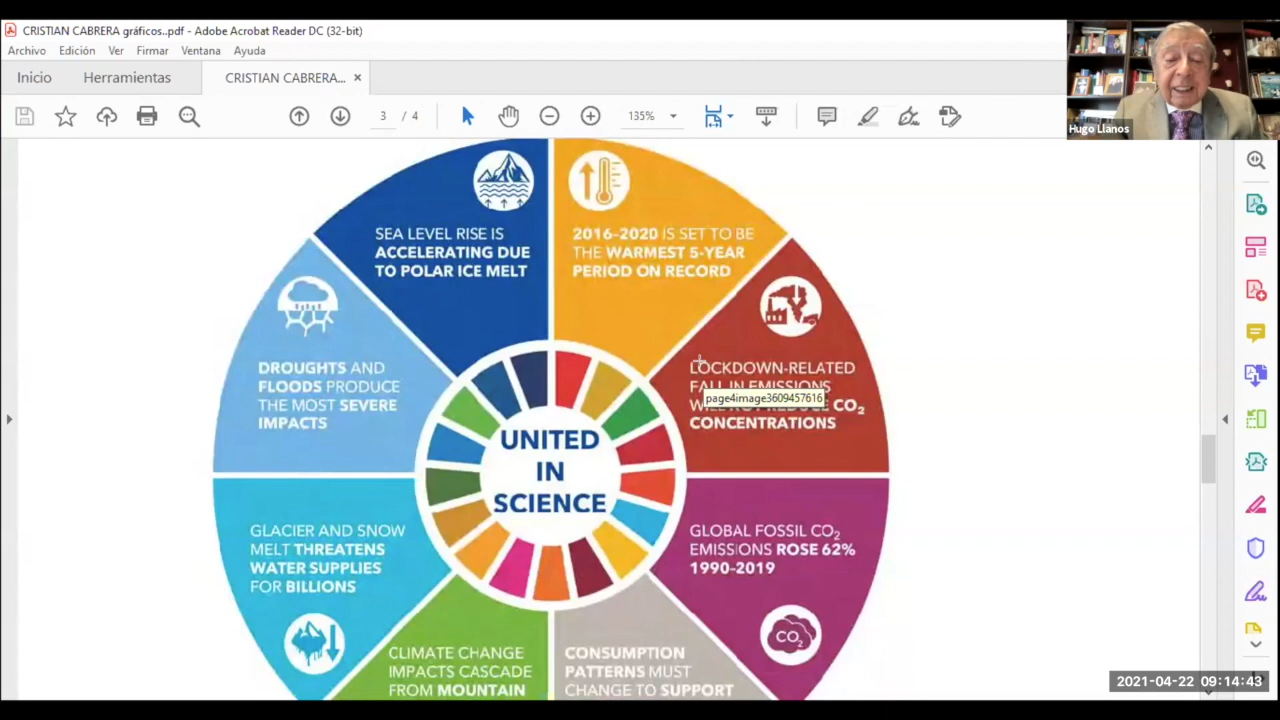 CRISTIAN CABRERA gráficos..pdf - Adobe Acrobat Reader DC (32-bit)
Archivo Edición Ver Firmar Ventana Ayuda
Inicio Herramientas CRISTIAN CABRERA... ×
3 / 4 135%
Hugo Llanos
SEA LEVEL RISE IS
ACCELERATING DUE
TO POLAR ICE MELT
2016-2020 IS SET TO BE
THE WARMEST 5-YEAR
PERIOD ON RECORD
DROUGHTS AND
FLOODS PRODUCE
THE MOST SEVERE
IMPACTS
LOCKDOWN-RELATED
FALL IN EMISSIONS
page4image3609457616
CO₂
CONCENTRATIONS
UNITED
IN
SCIENCE
GLACIER AND SNOW
MELT THREATENS
WATER SUPPLIES
FOR BILLIONS
GLOBAL FOSSIL CO₂
EMISSIONS ROSE 62%
1990-2019
CO₂
CLIMATE CHANGE
IMPACTS CASCADE
FROM MOUNTAIN
CONSUMPTION
PATTERNS MUST
CHANGE TO SUPPORT
2021-04-22 09:14:43